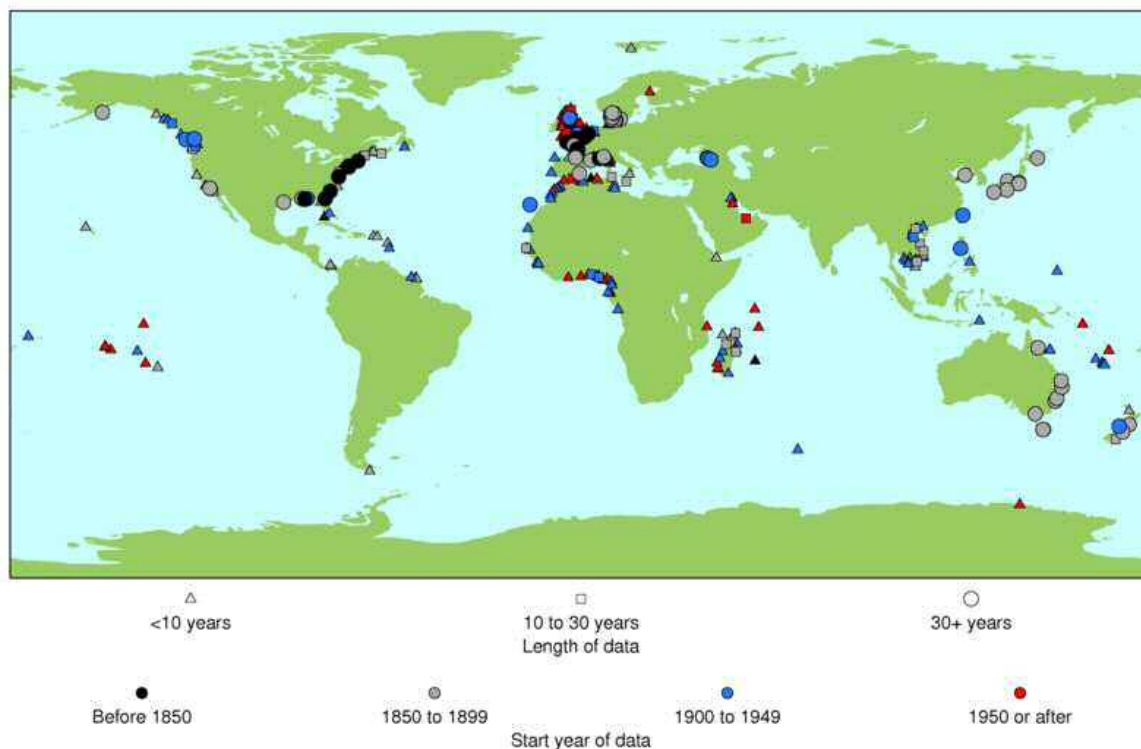 <10 years
10 to 30 years
30+ years
Length of data
Before 1850
1850 to 1899
1900 to 1949
1950 or after
Start year of data